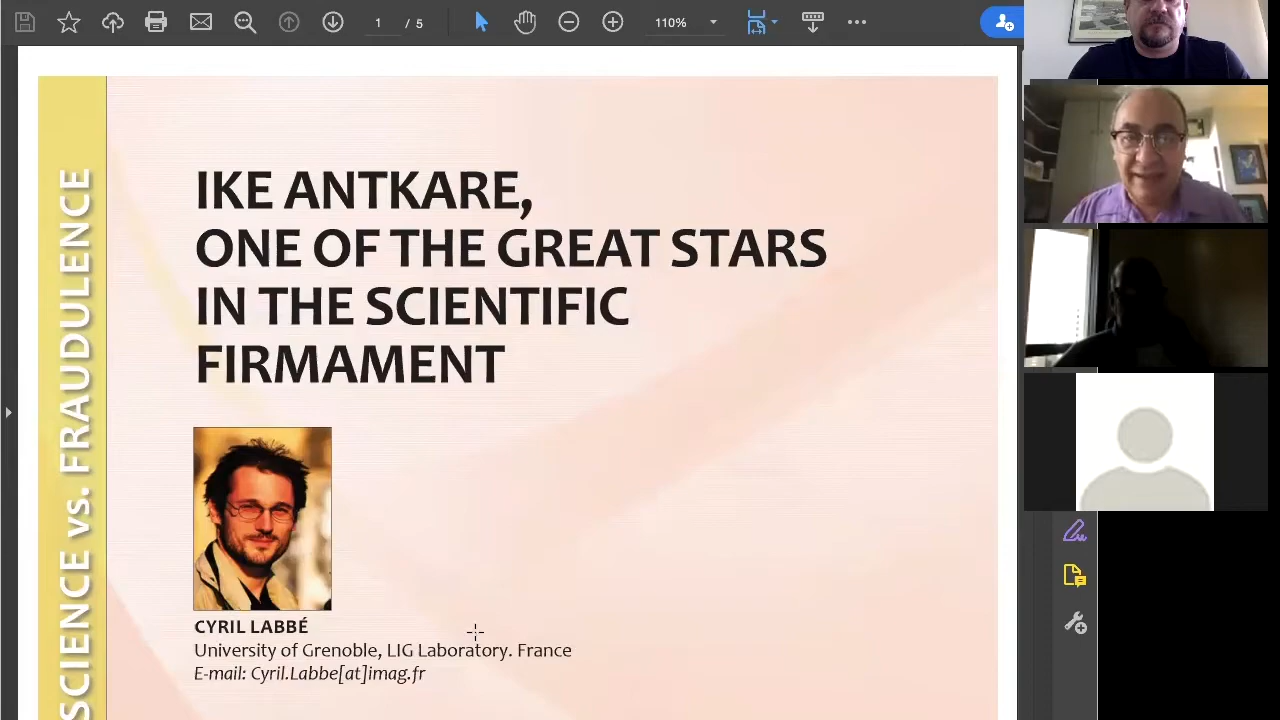 1 / 5
110%
SCIENCE vs. FRAUDULENCE
IKE ANTKARE,
ONE OF THE GREAT STARS
IN THE SCIENTIFIC
FIRMAMENT
CYRIL LABBÉ
University of Grenoble, LIG Laboratory. France
E-mail: Cyril.Labbe[at]imag.fr